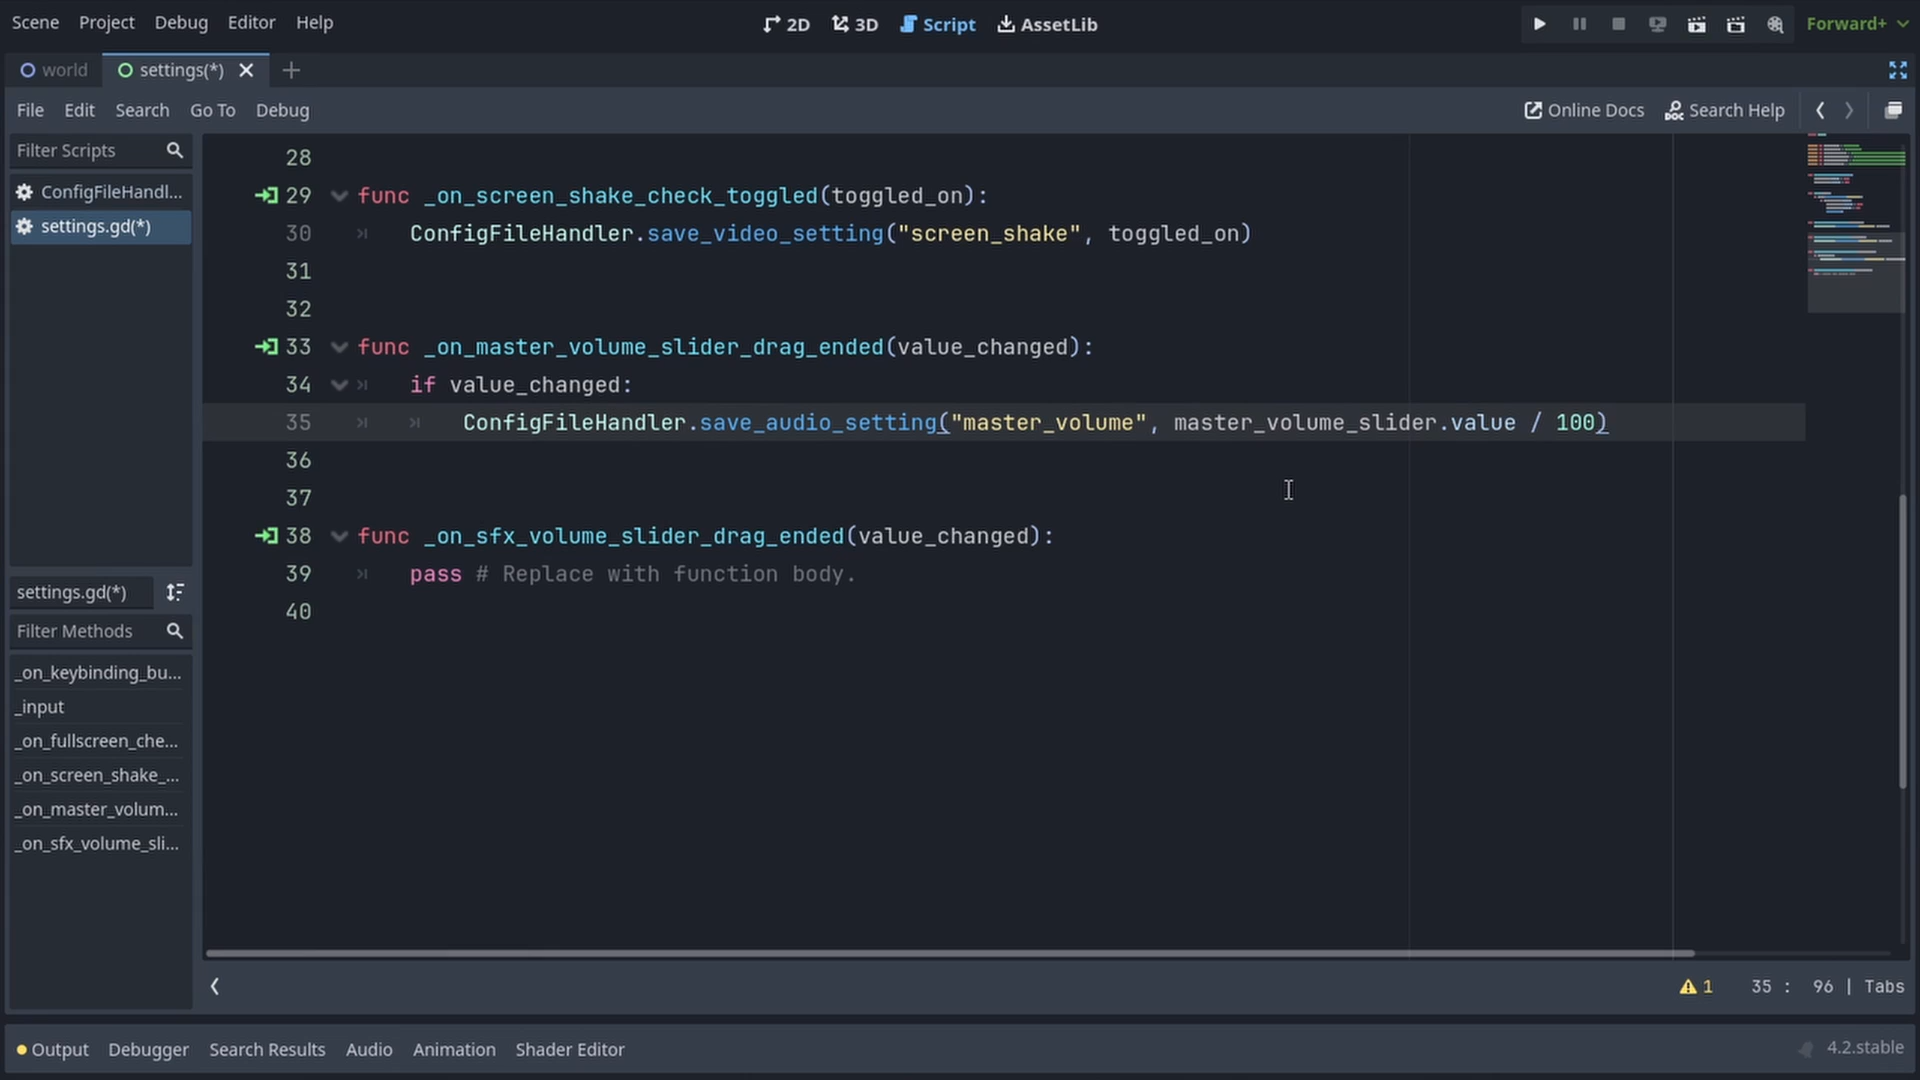 Scene Project Debug Editor Help
2D 3D Script AssetLib
Forward+
world settings(*)
File Edit Search Go To Debug
Online Docs Search Help
Filter Scripts
ConfigFileHandl...
settings.gd(*)
settings.gd(*)
Filter Methods
_on_keybinding_bu...
_input
_on_fullscreen_che...
_on_screen_shake_...
_on_master_volum...
_on_sfx_volume_sli...
28
29 func _on_screen_shake_check_toggled(toggled_on):
30 ConfigFileHandler.save_video_setting("screen_shake", toggled_on)
31
32
33 func _on_master_volume_slider_drag_ended(value_changed):
34 if value_changed:
35 ConfigFileHandler.save_audio_setting("master_volume", master_volume_slider.value / 100)
36
37
38 func _on_sfx_volume_slider_drag_ended(value_changed):
39 pass # Replace with function body.
40
1 35 : 96 | Tabs
Output Debugger Search Results Audio Animation Shader Editor
4.2.stable